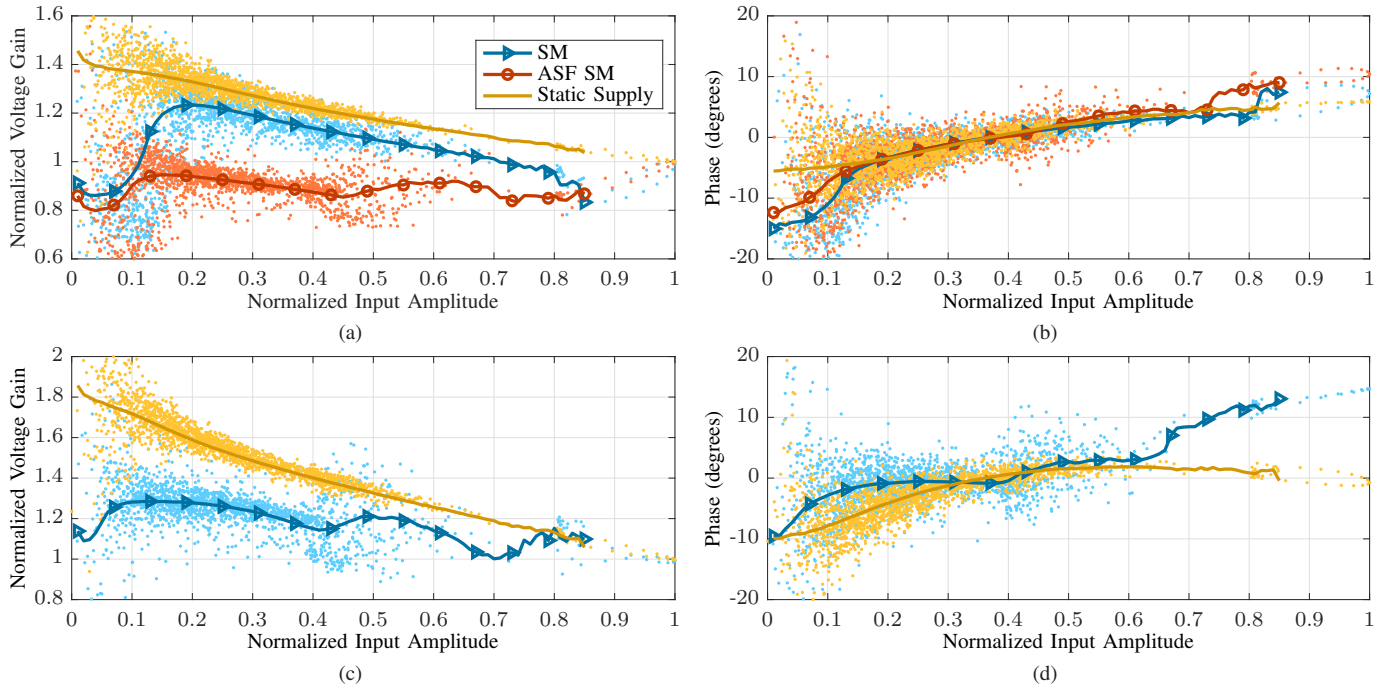 Normalized Voltage Gain
1.6
1.4
1.2
1
0.8
0.6
0 0.1 0.2 0.3 0.4 0.5 0.6 0.7 0.8 0.9 1
Normalized Input Amplitude
SM
ASF SM
Static Supply
(a)
Phase (degrees)
20
10
0
-10
-20
0 0.1 0.2 0.3 0.4 0.5 0.6 0.7 0.8 0.9 1
Normalized Input Amplitude
(b)
Normalized Voltage Gain
2
1.8
1.6
1.4
1.2
1
0.8
0 0.1 0.2 0.3 0.4 0.5 0.6 0.7 0.8 0.9 1
Normalized Input Amplitude
(c)
Phase (degrees)
20
10
0
-10
-20
0 0.1 0.2 0.3 0.4 0.5 0.6 0.7 0.8 0.9 1
Normalized Input Amplitude
(d)